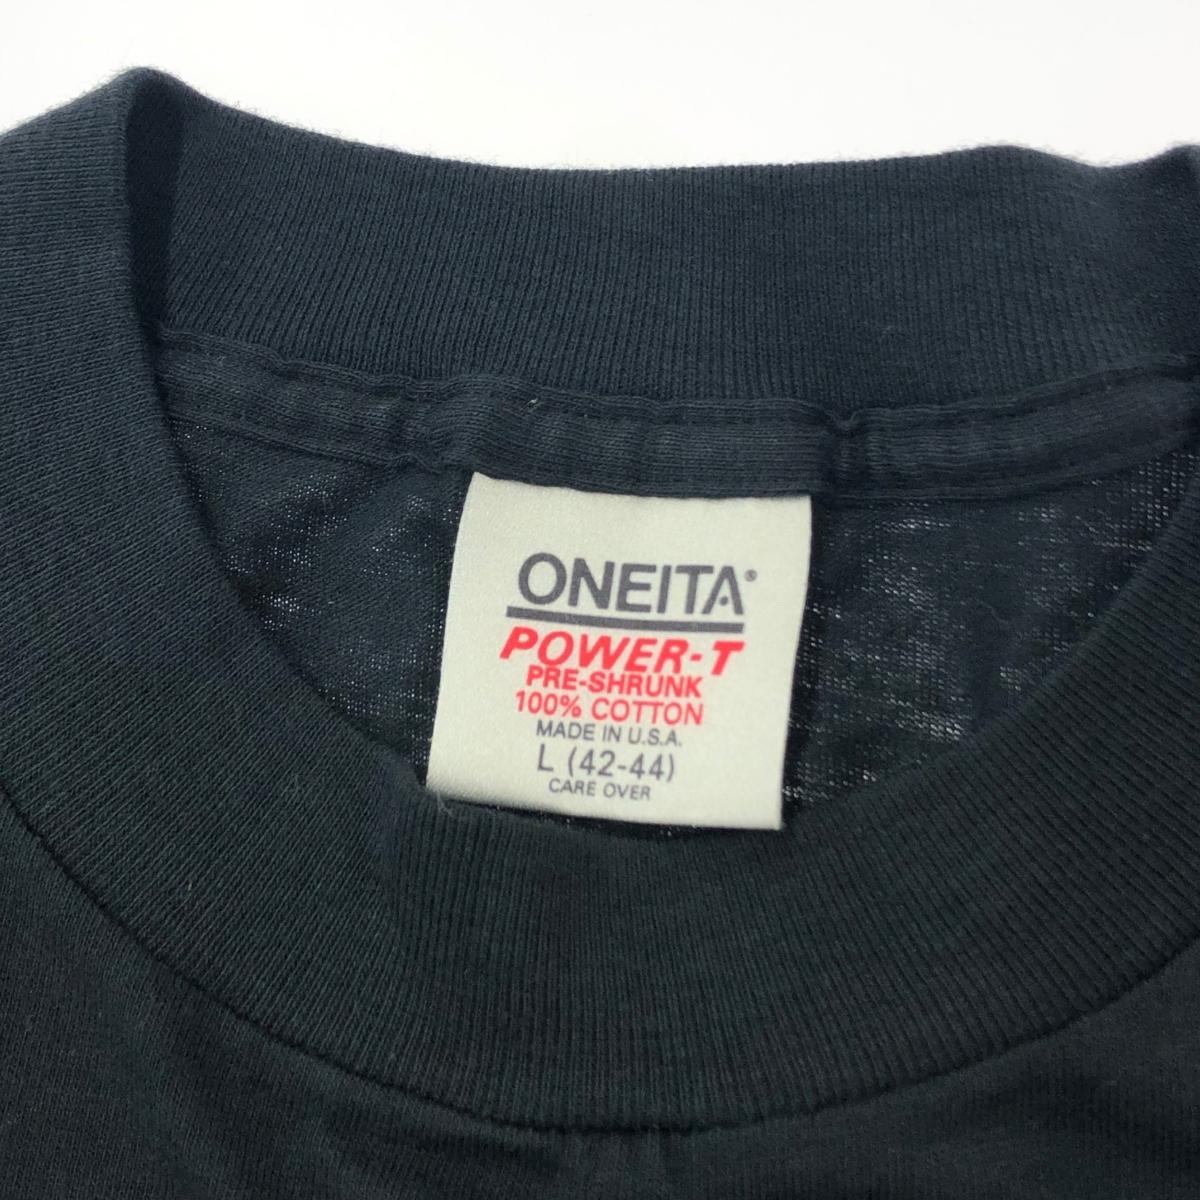 ONEITA®
POWER-T
PRE-SHRUNK
100% COTTON
MADE IN U.S.A.
L (42-44)
CARE OVER